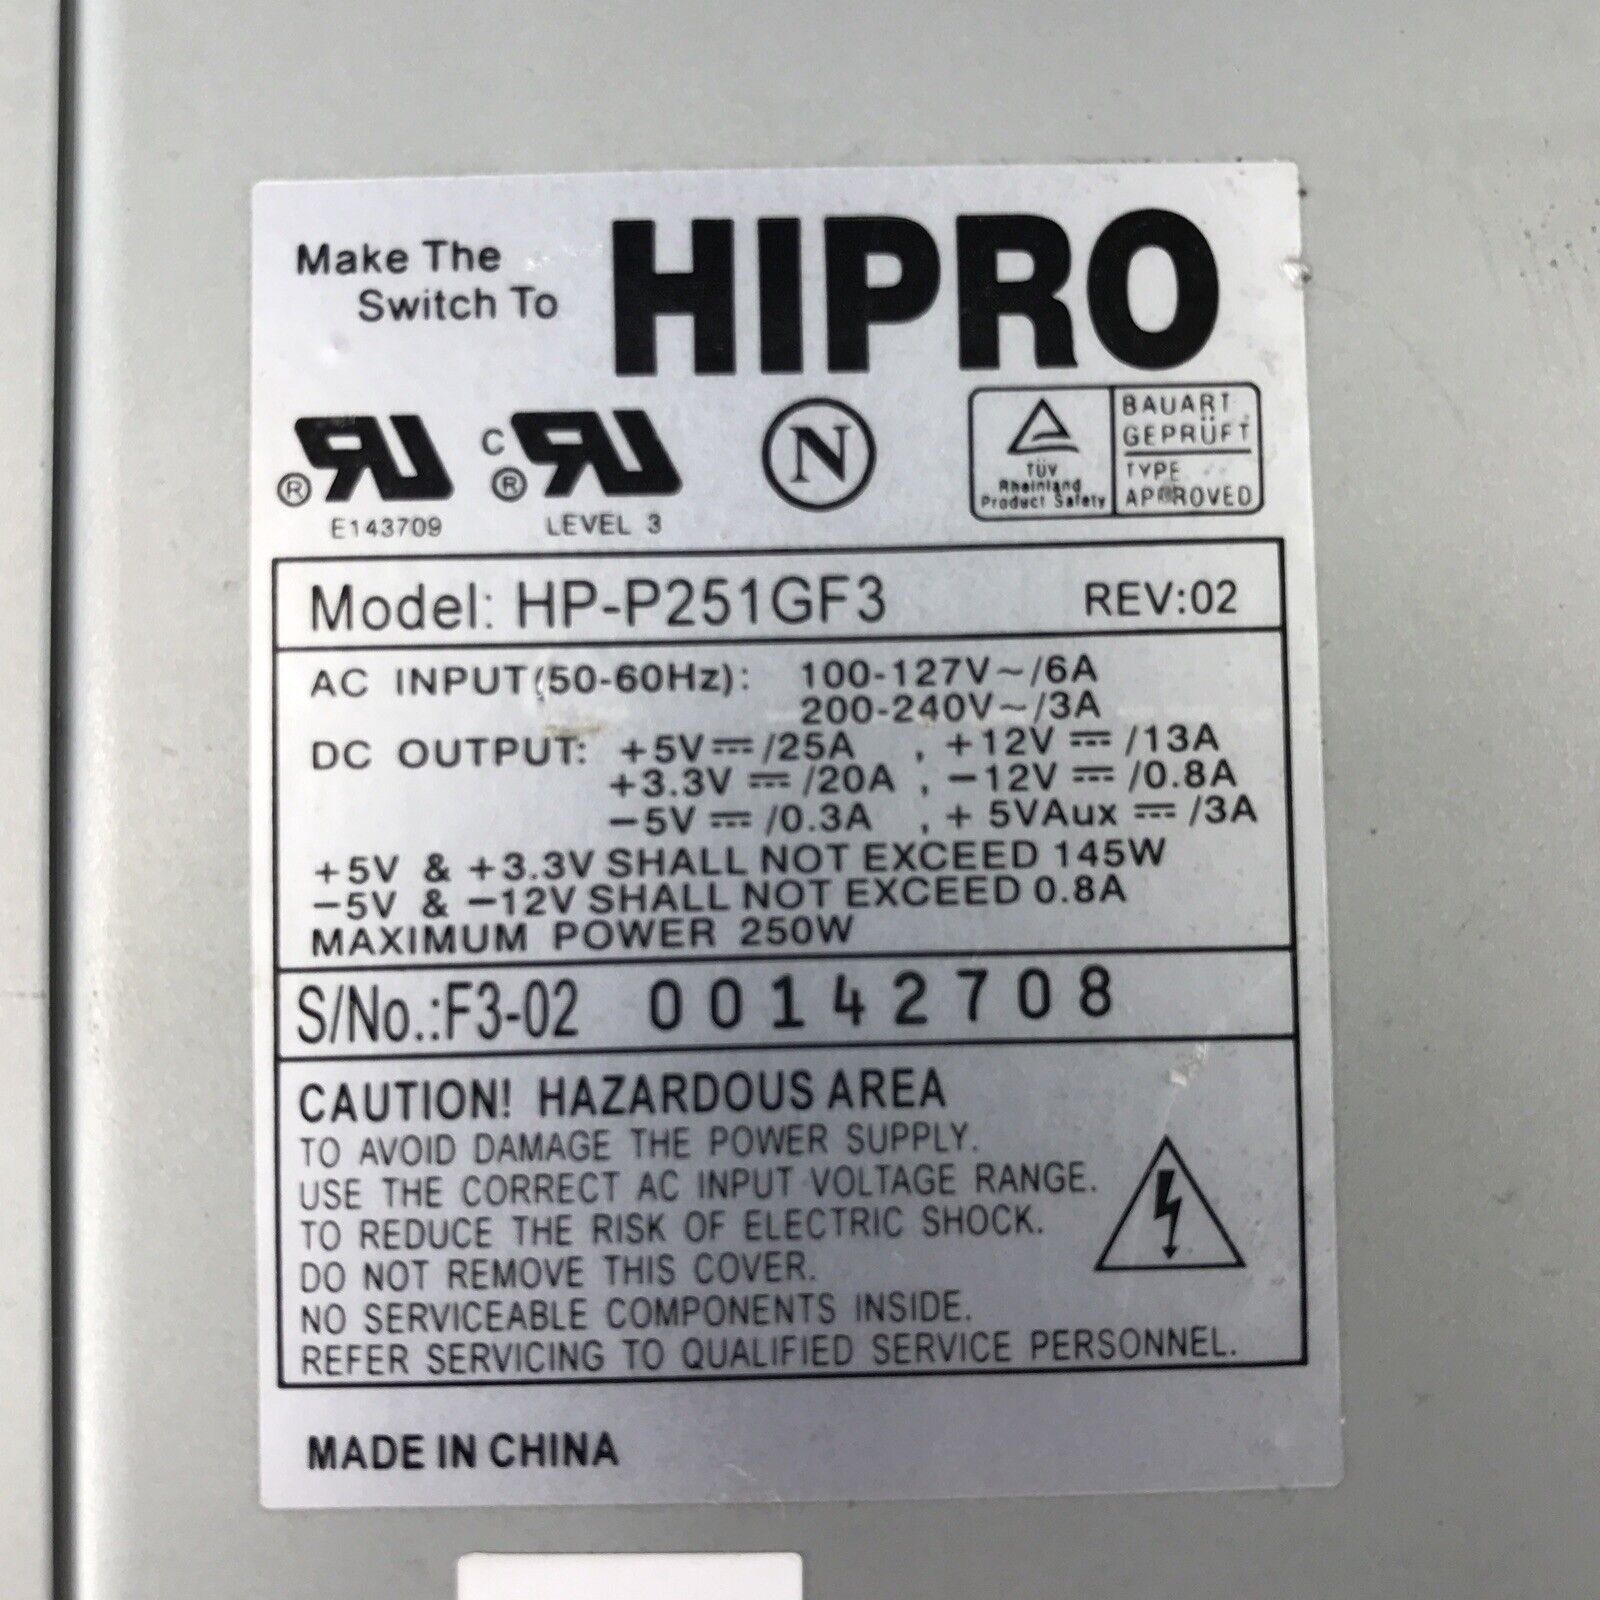 Make The
Switch To
HIPRO
® RU
C ® RU
N
E143709
LEVEL 3
TÜV
Rheinland
Product Safety
BAUART
GEPRÜFT
TYPE
APPROVED
Model: HP-P251GF3 REV:02
AC INPUT(50-60Hz): 100-127V~/6A
200-240V~/3A
DC OUTPUT: +5V⎓/25A , +12V⎓/13A
+3.3V⎓/20A , -12V⎓/0.8A
-5V⎓/0.3A , +5VAux⎓/3A
+5V & +3.3V SHALL NOT EXCEED 145W
-5V & -12V SHALL NOT EXCEED 0.8A
MAXIMUM POWER 250W
S/No.:F3-02 00142708
CAUTION! HAZARDOUS AREA
TO AVOID DAMAGE THE POWER SUPPLY.
USE THE CORRECT AC INPUT VOLTAGE RANGE.
TO REDUCE THE RISK OF ELECTRIC SHOCK.
DO NOT REMOVE THIS COVER.
NO SERVICEABLE COMPONENTS INSIDE.
REFER SERVICING TO QUALIFIED SERVICE PERSONNEL.
MADE IN CHINA